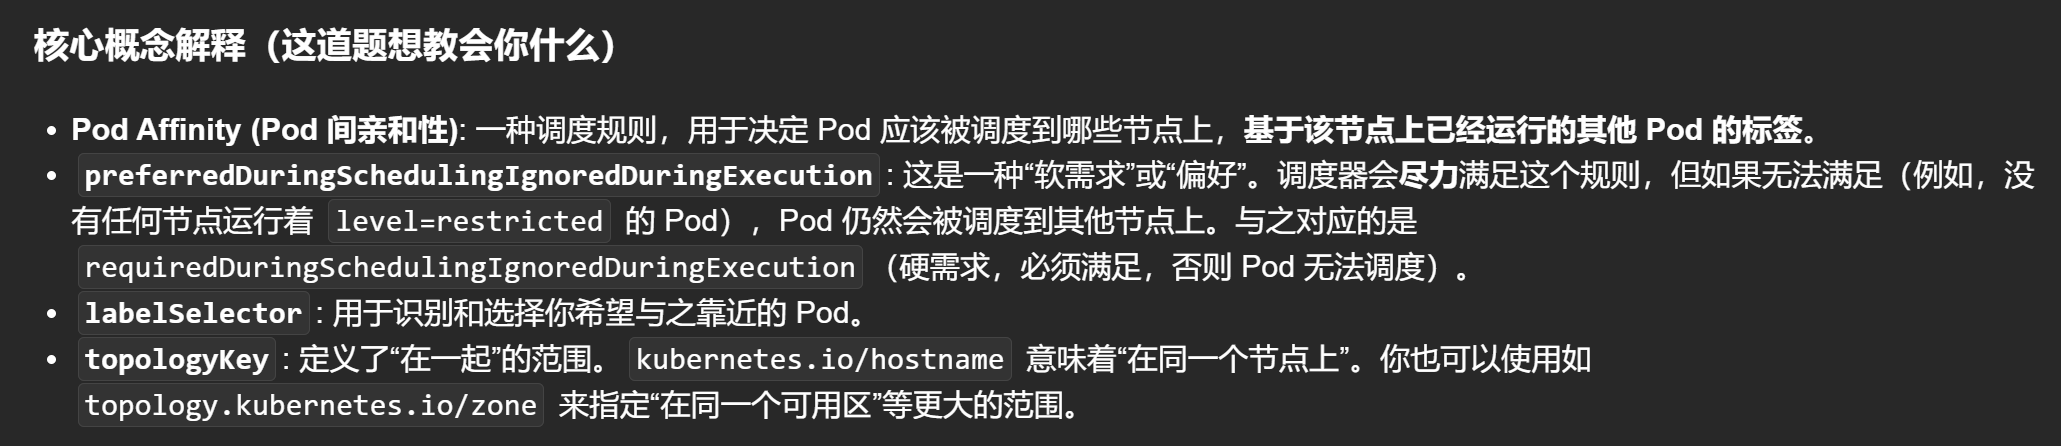 核心概念解释（这道题想教会你什么）
• Pod Affinity (Pod 间亲和性): 一种调度规则，用于决定 Pod 应该被调度到哪些节点上，基于该节点上已经运行的其他 Pod 的标签。
• preferredDuringSchedulingIgnoredDuringExecution : 这是一种“软需求”或“偏好”。调度器会尽力满足这个规则，但如果无法满足（例如，没
有任何节点运行着 level=restricted 的 Pod），Pod 仍然会被调度到其他节点上。与之对应的是
requiredDuringSchedulingIgnoredDuringExecution （硬需求，必须满足，否则 Pod 无法调度）。
• labelSelector : 用于识别和选择你希望与之靠近的 Pod。
• topologyKey : 定义了“在一起”的范围。 kubernetes.io/hostname 意味着“在同一个节点上”。你也可以使用如
topology.kubernetes.io/zone 来指定“在同一个可用区”等更大的范围。